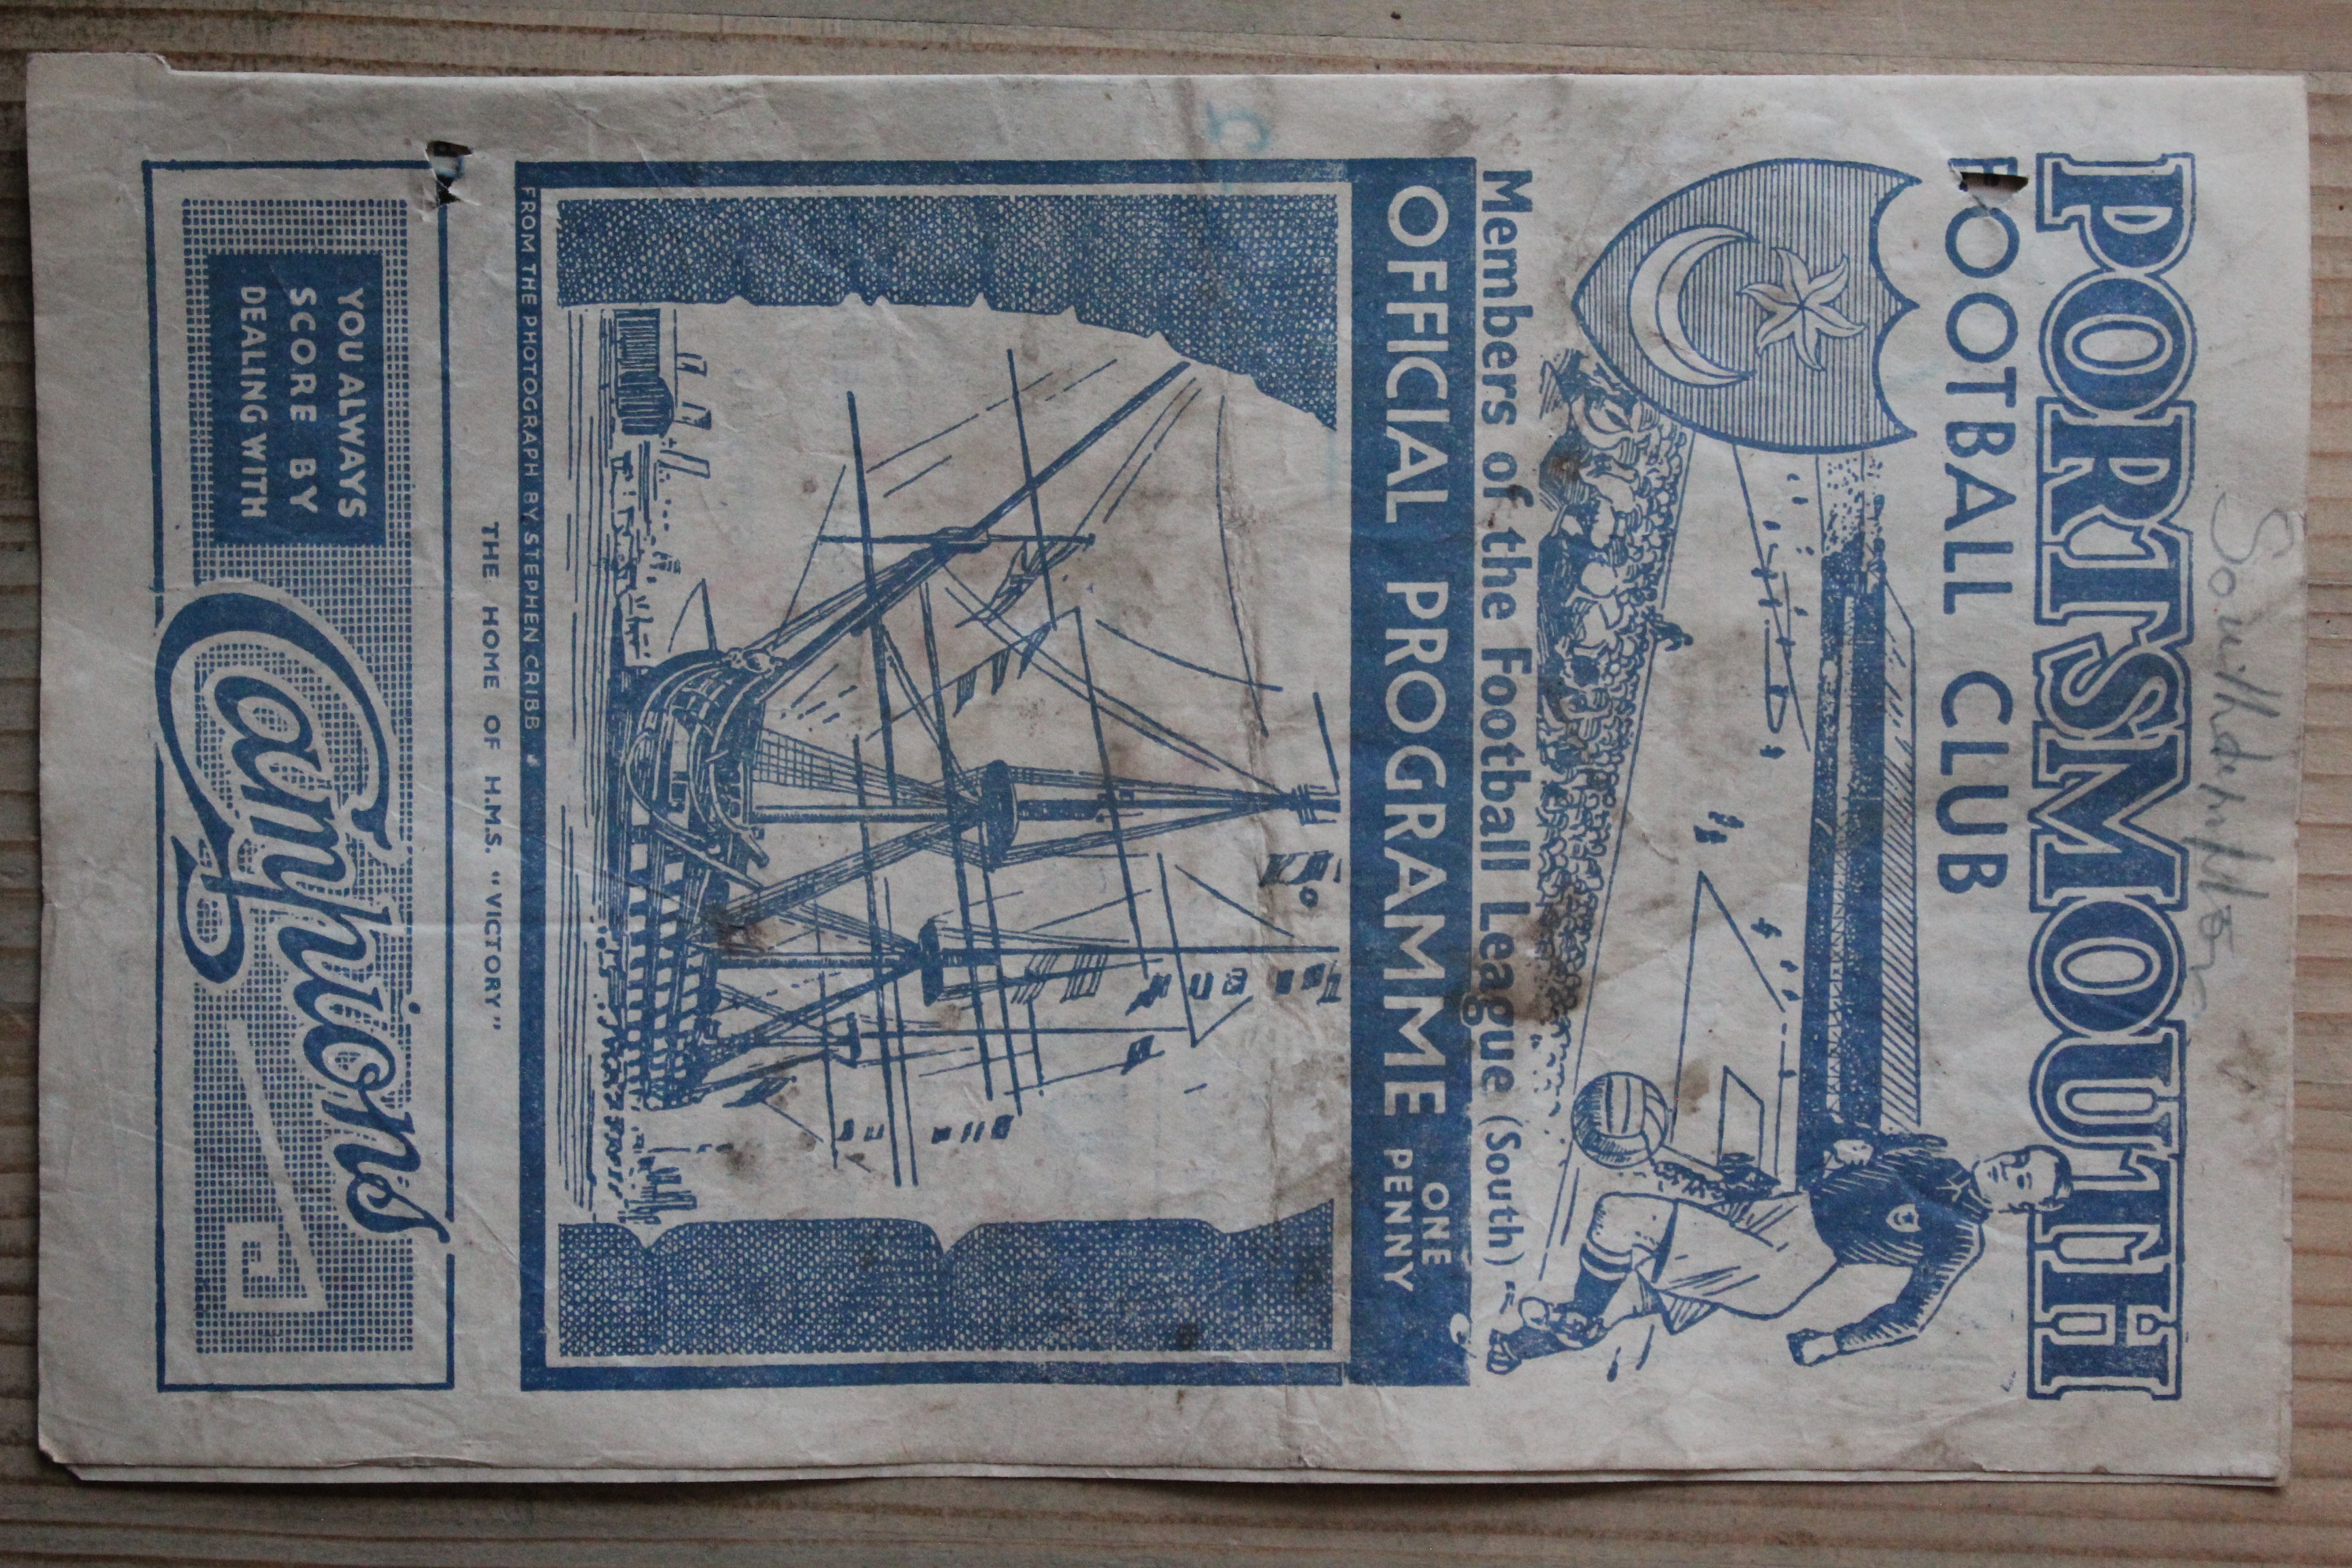 Southampton
PORTSMOUTH
FOOTBALL CLUB
Members of the Football League (South)
OFFICIAL PROGRAMME ONE PENNY
FROM THE PHOTOGRAPH BY STEPHEN CRIBB
THE HOME OF H.M.S. "VICTORY"
YOU ALWAYS
SCORE BY
DEALING WITH
Campions